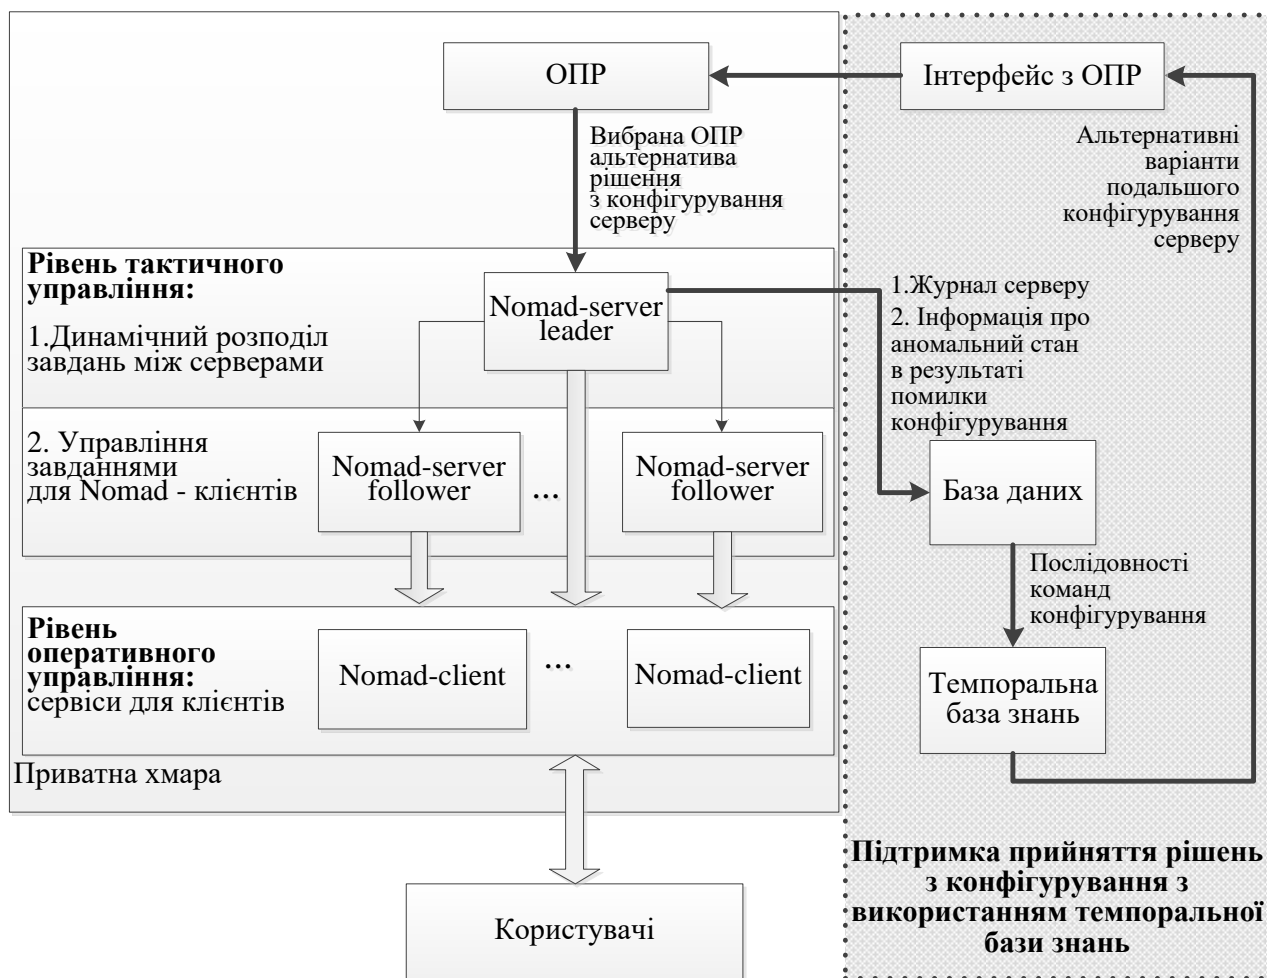 ОПР
Інтерфейс з ОПР
Вибрана ОПР
альтернатива
рішення
з конфігурування
серверу
Альтернативні
варіанти
подальшого
конфігурування
серверу
Рівень тактичного
управління:
1.Динамічний розподіл
завдань між серверами
Nomad-server
leader
1.Журнал серверу
2. Інформація про
аномальний стан
в результаті
помилки
конфігурування
2. Управління
завданнями
для Nomad - клієнтів
Nomad-server
follower
...
Nomad-server
follower
База даних
Послідовності
команд
конфігурування
Рівень
оперативного
управління:
сервіси для клієнтів
Nomad-client
...
Nomad-client
Темпоральна
база знань
Приватна хмара
Підтримка прийняття рішень
з конфігурування з
використанням темпоральної
бази знань
Користувачі